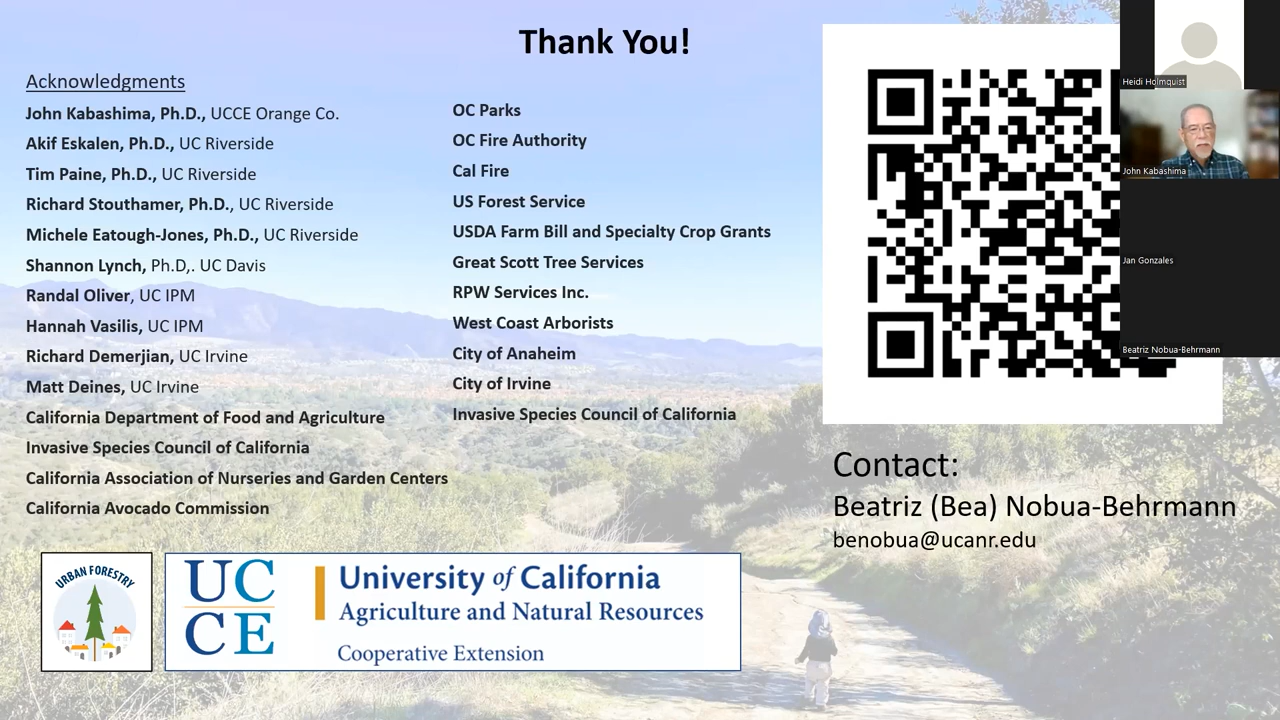 Thank You!
Acknowledgments
John Kabashima, Ph.D., UCCE Orange Co.
Akif Eskalen, Ph.D., UC Riverside
Tim Paine, Ph.D., UC Riverside
Richard Stouthamer, Ph.D., UC Riverside
Michele Eatough-Jones, Ph.D., UC Riverside
Shannon Lynch, Ph.D,. UC Davis
Randal Oliver, UC IPM
Hannah Vasilis, UC IPM
Richard Demerjian, UC Irvine
Matt Deines, UC Irvine
California Department of Food and Agriculture
Invasive Species Council of California
California Association of Nurseries and Garden Centers
California Avocado Commission
OC Parks
OC Fire Authority
Cal Fire
US Forest Service
USDA Farm Bill and Specialty Crop Grants
Great Scott Tree Services
RPW Services Inc.
West Coast Arborists
City of Anaheim
City of Irvine
Invasive Species Council of California
Heidi Holmquist
John Kabashima
Jan Gonzales
Beatriz Nobua-Behrmann
Contact:
Beatriz (Bea) Nobua-Behrmann
benobua@ucanr.edu
URBAN FORESTRY
UC
CE
University of California
Agriculture and Natural Resources
Cooperative Extension